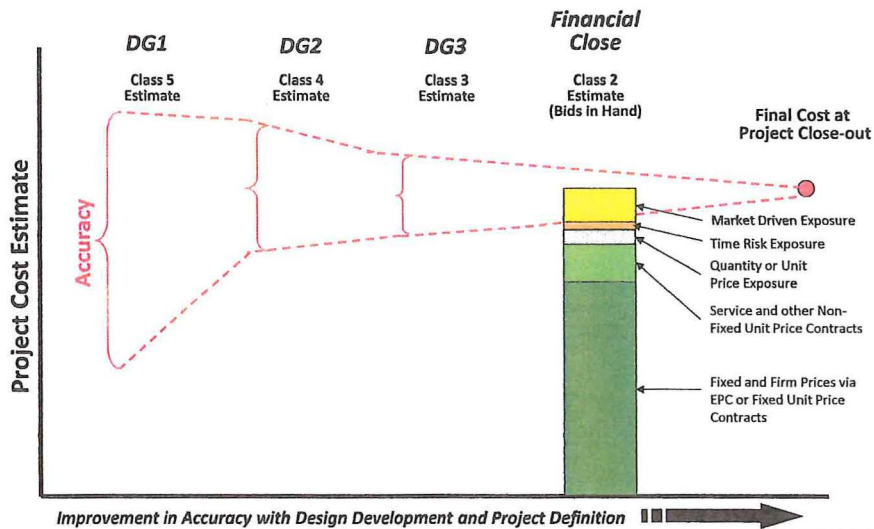 DG1
DG2
DG3
Financial
Close
Class 5
Estimate
Class 4
Estimate
Class 3
Estimate
Class 2
Estimate
(Bids in Hand)
Final Cost at
Project Close-out
Project Cost Estimate
Accuracy
Market Driven Exposure
Time Risk Exposure
Quantity or Unit
Price Exposure
Service and other Non-
Fixed Unit Price Contracts
Fixed and Firm Prices via
EPC or Fixed Unit Price
Contracts
Improvement in Accuracy with Design Development and Project Definition